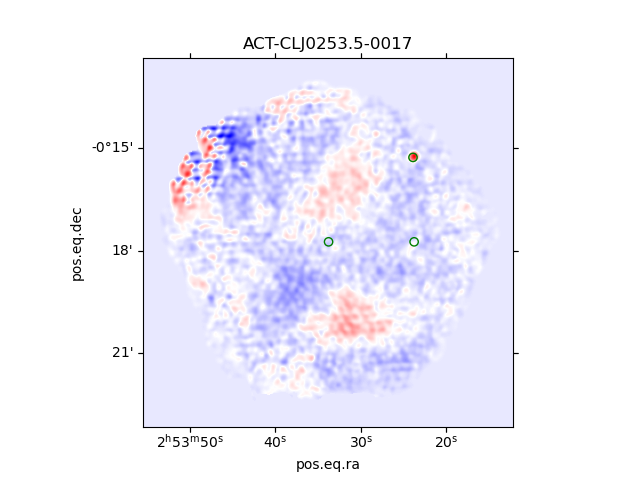 ACT-CLJ0253.5-0017
-0°15'
18'
21'
pos.eq.dec
2ʰ53ᵐ50ˢ 40ˢ 30ˢ 20ˢ
pos.eq.ra